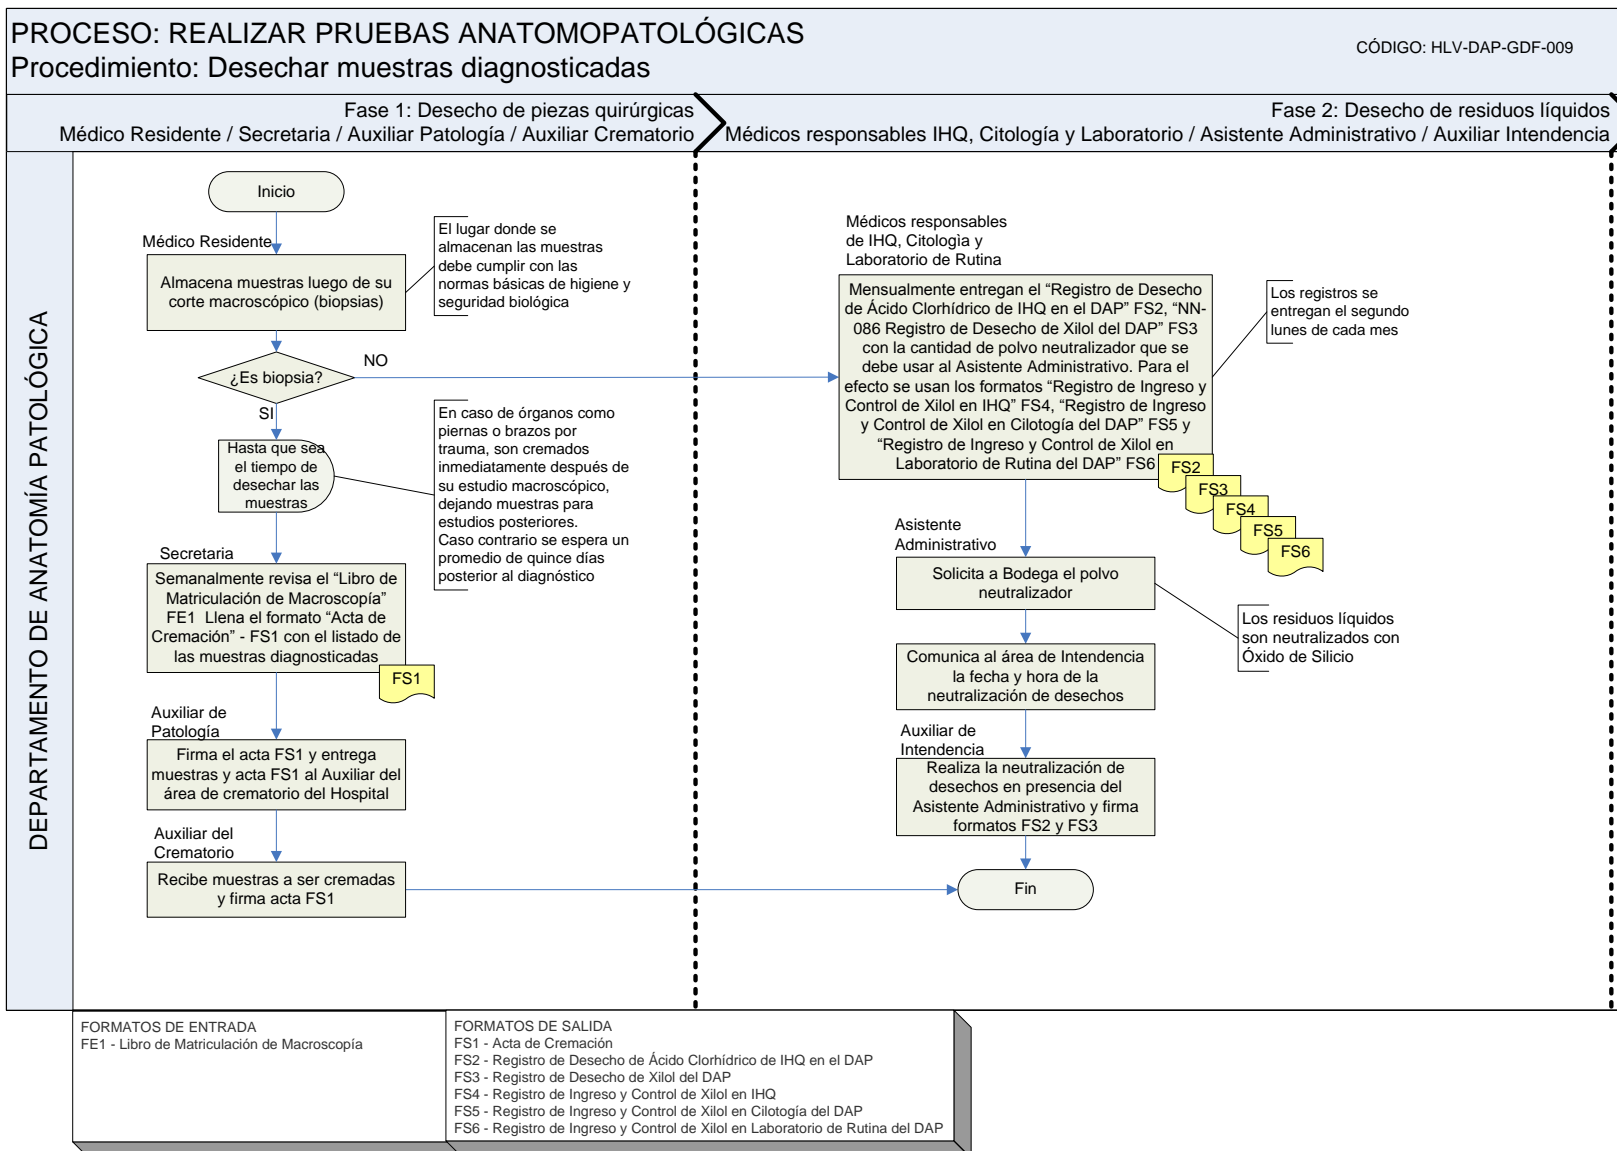 PROCESO: REALIZAR PRUEBAS ANATOMOPATOLÓGICAS
Procedimiento: Desechar muestras diagnosticadas
CÓDIGO: HLV-DAP-GDF-009
Fase 1: Desecho de piezas quirúrgicas
Médico Residente / Secretaria / Auxiliar Patología / Auxiliar Crematorio
Fase 2: Desecho de residuos líquidos
Médicos responsables IHQ, Citología y Laboratorio / Asistente Administrativo / Auxiliar Intendencia
DEPARTAMENTO DE ANATOMÍA PATOLÓGICA
Inicio
Médico Residente
Almacena muestras luego de su
corte macroscópico (biopsias)
El lugar donde se
almacenan las muestras
debe cumplir con las
normas básicas de higiene y
seguridad biológica
¿Es biopsia?
NO
SI
Hasta que sea
el tiempo de
desechar las
muestras
En caso de órganos como
piernas o brazos por
trauma, son cremados
inmediatamente después de
su estudio macroscópico,
dejando muestras para
estudios posteriores.
Caso contrario se espera un
promedio de quince días
posterior al diagnóstico
Secretaria
Semanalmente revisa el “Libro de
Matriculación de Macroscopía”
FE1 Llena el formato “Acta de
Cremación” - FS1 con el listado de
las muestras diagnosticadas
FS1
Auxiliar de
Patología
Firma el acta FS1 y entrega
muestras y acta FS1 al Auxiliar del
área de crematorio del Hospital
Auxiliar del
Crematorio
Recibe muestras a ser cremadas
y firma acta FS1
Médicos responsables
de IHQ, Citologìa y
Laboratorio de Rutina
Mensualmente entregan el “Registro de Desecho
de Ácido Clorhídrico de IHQ en el DAP” FS2, “NN-
086 Registro de Desecho de Xilol del DAP” FS3
con la cantidad de polvo neutralizador que se
debe usar al Asistente Administrativo. Para el
efecto se usan los formatos “Registro de Ingreso y
Control de Xilol en IHQ” FS4, “Registro de Ingreso
y Control de Xilol en Cilotogía del DAP” FS5 y
“Registro de Ingreso y Control de Xilol en
Laboratorio de Rutina del DAP” FS6
FS2
FS3
FS4
FS5
FS6
Los registros se
entregan el segundo
lunes de cada mes
Asistente
Administrativo
Solicita a Bodega el polvo
neutralizador
Los residuos líquidos
son neutralizados con
Óxido de Silicio
Comunica al área de Intendencia
la fecha y hora de la
neutralización de desechos
Auxiliar de
Intendencia
Realiza la neutralización de
desechos en presencia del
Asistente Administrativo y firma
formatos FS2 y FS3
Fin
FORMATOS DE ENTRADA
FE1 - Libro de Matriculación de Macroscopía
FORMATOS DE SALIDA
FS1 - Acta de Cremación
FS2 - Registro de Desecho de Ácido Clorhídrico de IHQ en el DAP
FS3 - Registro de Desecho de Xilol del DAP
FS4 - Registro de Ingreso y Control de Xilol en IHQ
FS5 - Registro de Ingreso y Control de Xilol en Cilotogía del DAP
FS6 - Registro de Ingreso y Control de Xilol en Laboratorio de Rutina del DAP